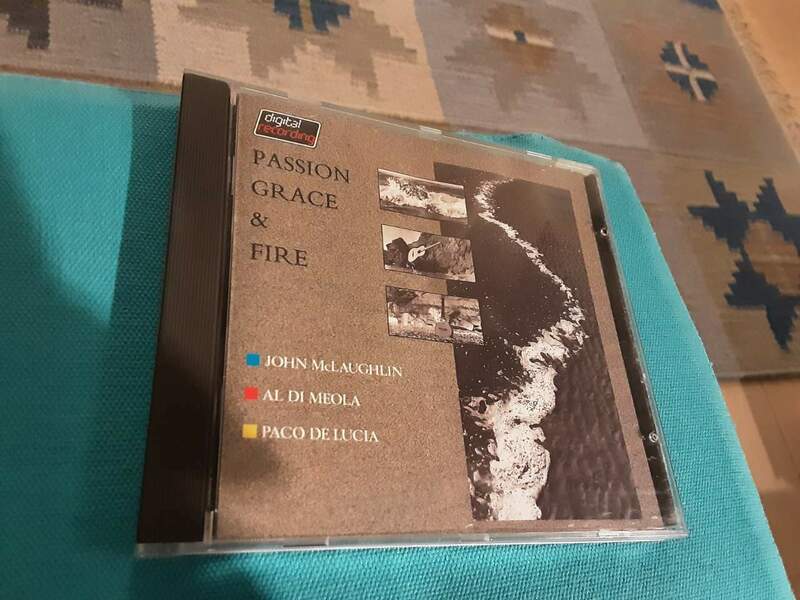 digital
recording
PASSION
GRACE
&
FIRE
JOHN McLAUGHLIN
AL DI MEOLA
PACO DE LUCIA